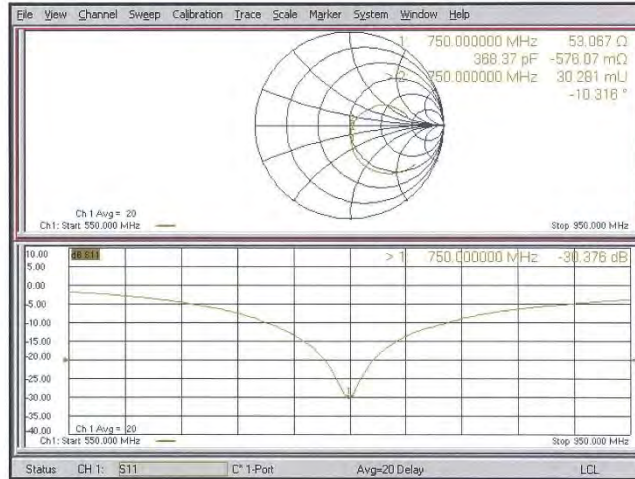 File View Channel Sweep Calibration Trace Scale Marker System Window Help
1: 750.000000 MHz 53.067 Ω
368.37 pF -576.07 mΩ
> 2: 750.000000 MHz 30.281 mU
-10.316 °
Ch 1 Avg = 20
Ch1: Start 550.000 MHz
Stop 950.000 MHz
10.00 dB S11
> 1: 750.000000 MHz -30.376 dB
5.00
0.00
-5.00
-10.00
-15.00
-20.00
-25.00
-30.00
1
-35.00
-40.00
Ch 1 Avg = 20
Ch1: Start 550.000 MHz
Stop 950.000 MHz
Status CH 1: S11 C* 1-Port Avg=20 Delay LCL